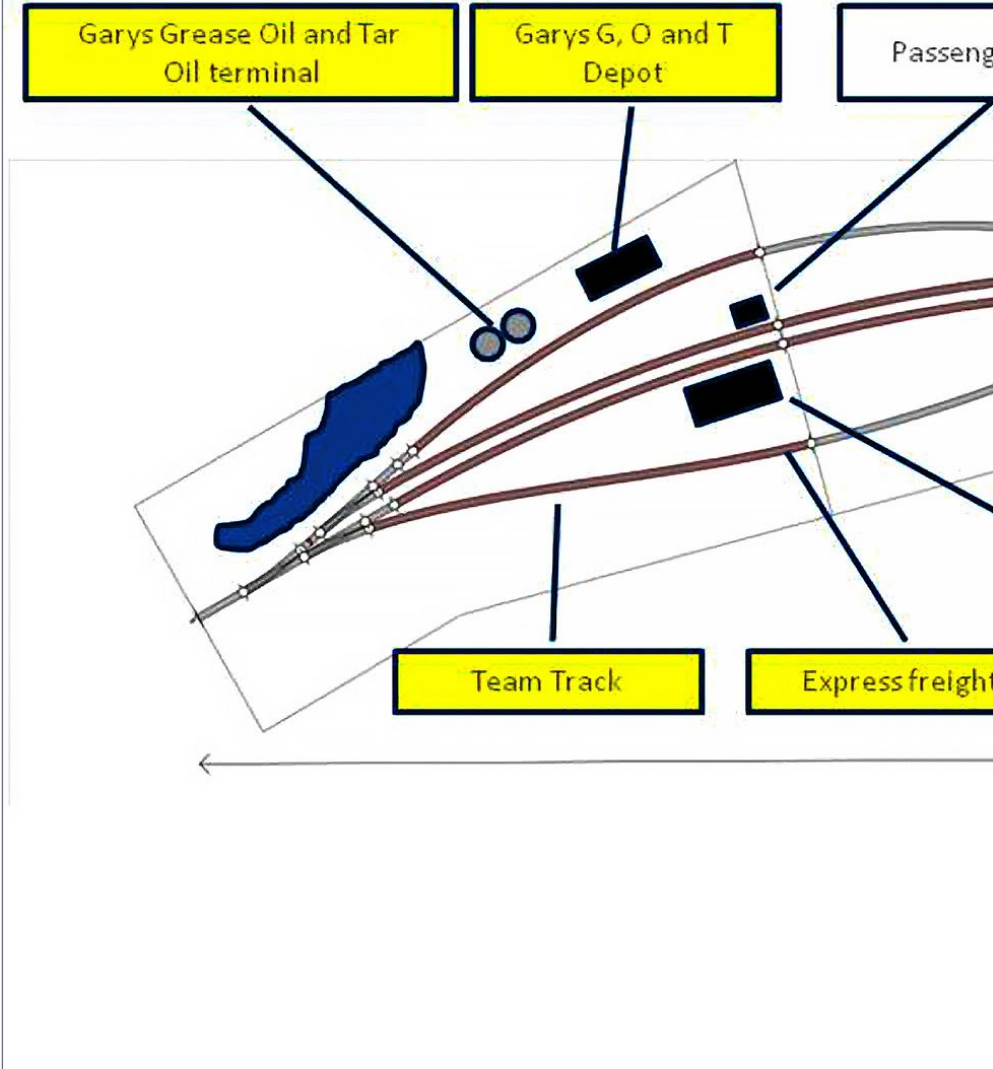 Garys Grease Oil and Tar
Oil terminal
Garys G, O and T
Depot
Passeng
Team Track
Express freight